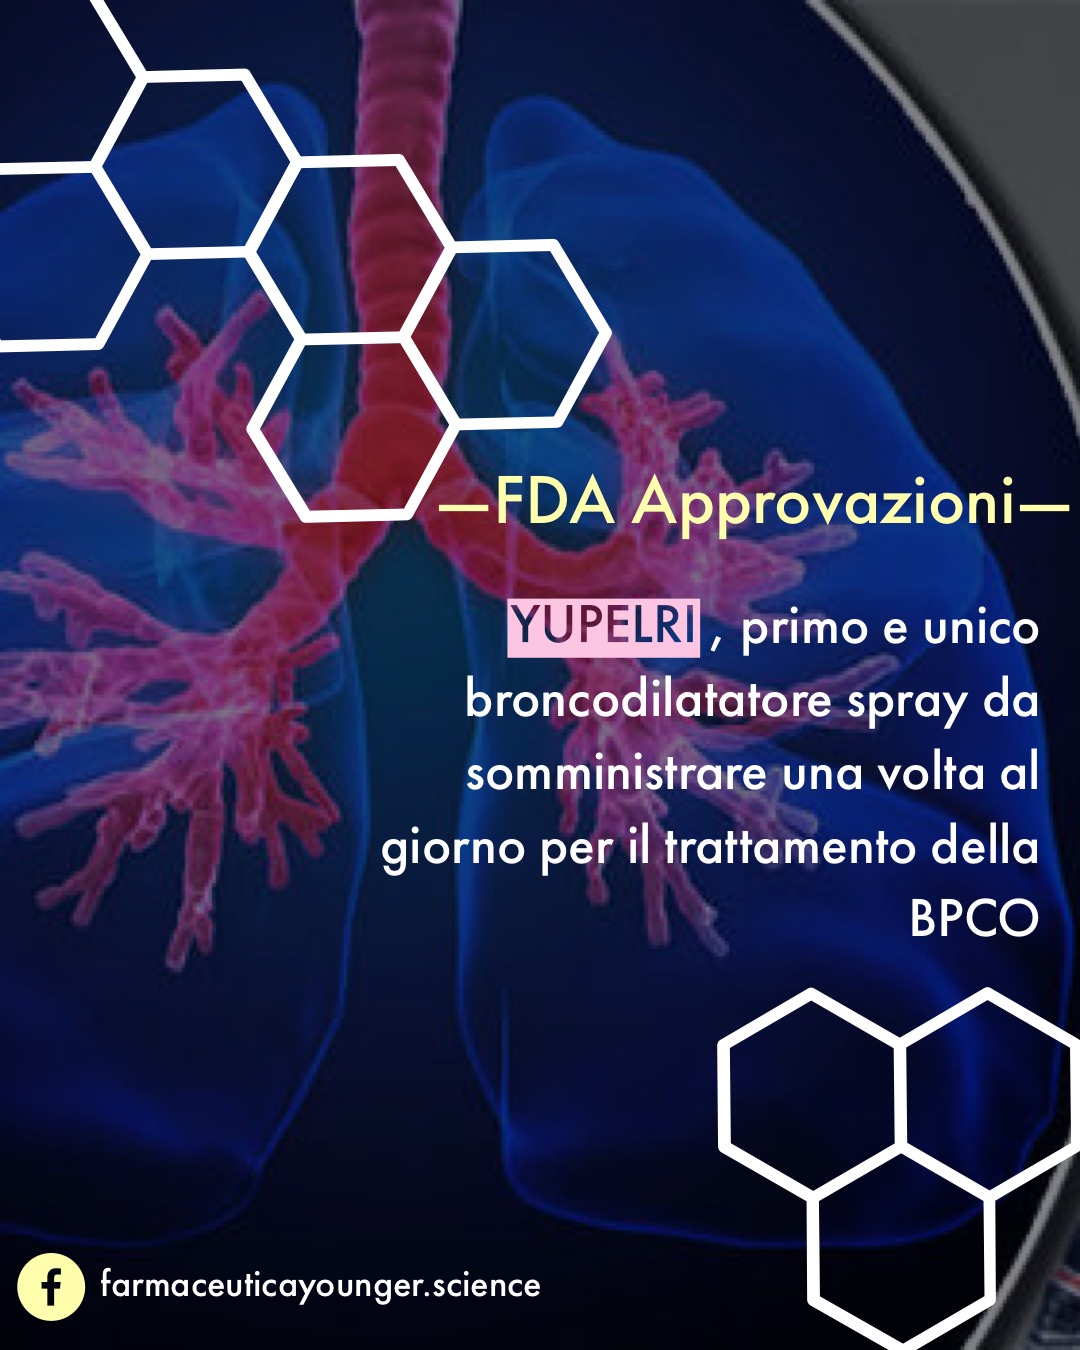 —FDA Approvazioni—
YUPELRI , primo e unico
broncodilatatore spray da
somministrare una volta al
giorno per il trattamento della
BPCO
farmaceuticayounger.science